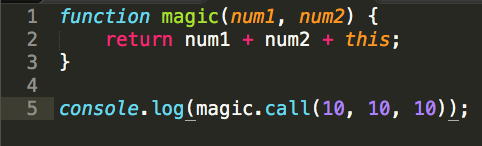 1 function magic(num1, num2) {
2     return num1 + num2 + this;
3 }
4
5 console.log(magic.call(10, 10, 10));